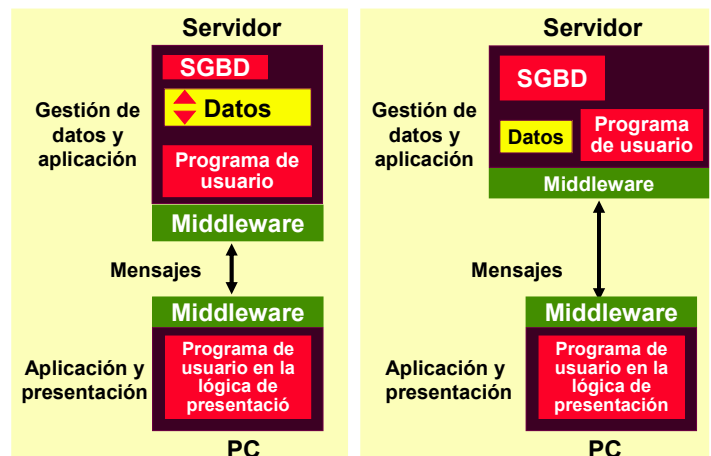 Servidor
SGBD
Datos
Gestión de
datos y
aplicación
Programa de
usuario
Middleware
Mensajes
Middleware
Aplicación y
presentación
Programa de
usuario en la
lógica de
presentació
PC
Servidor
SGBD
Gestión de
datos y
aplicación
Datos
Programa
de usuario
Middleware
Mensajes
Middleware
Aplicación y
presentación
Programa de
usuario en la
lógica de
presentación
PC